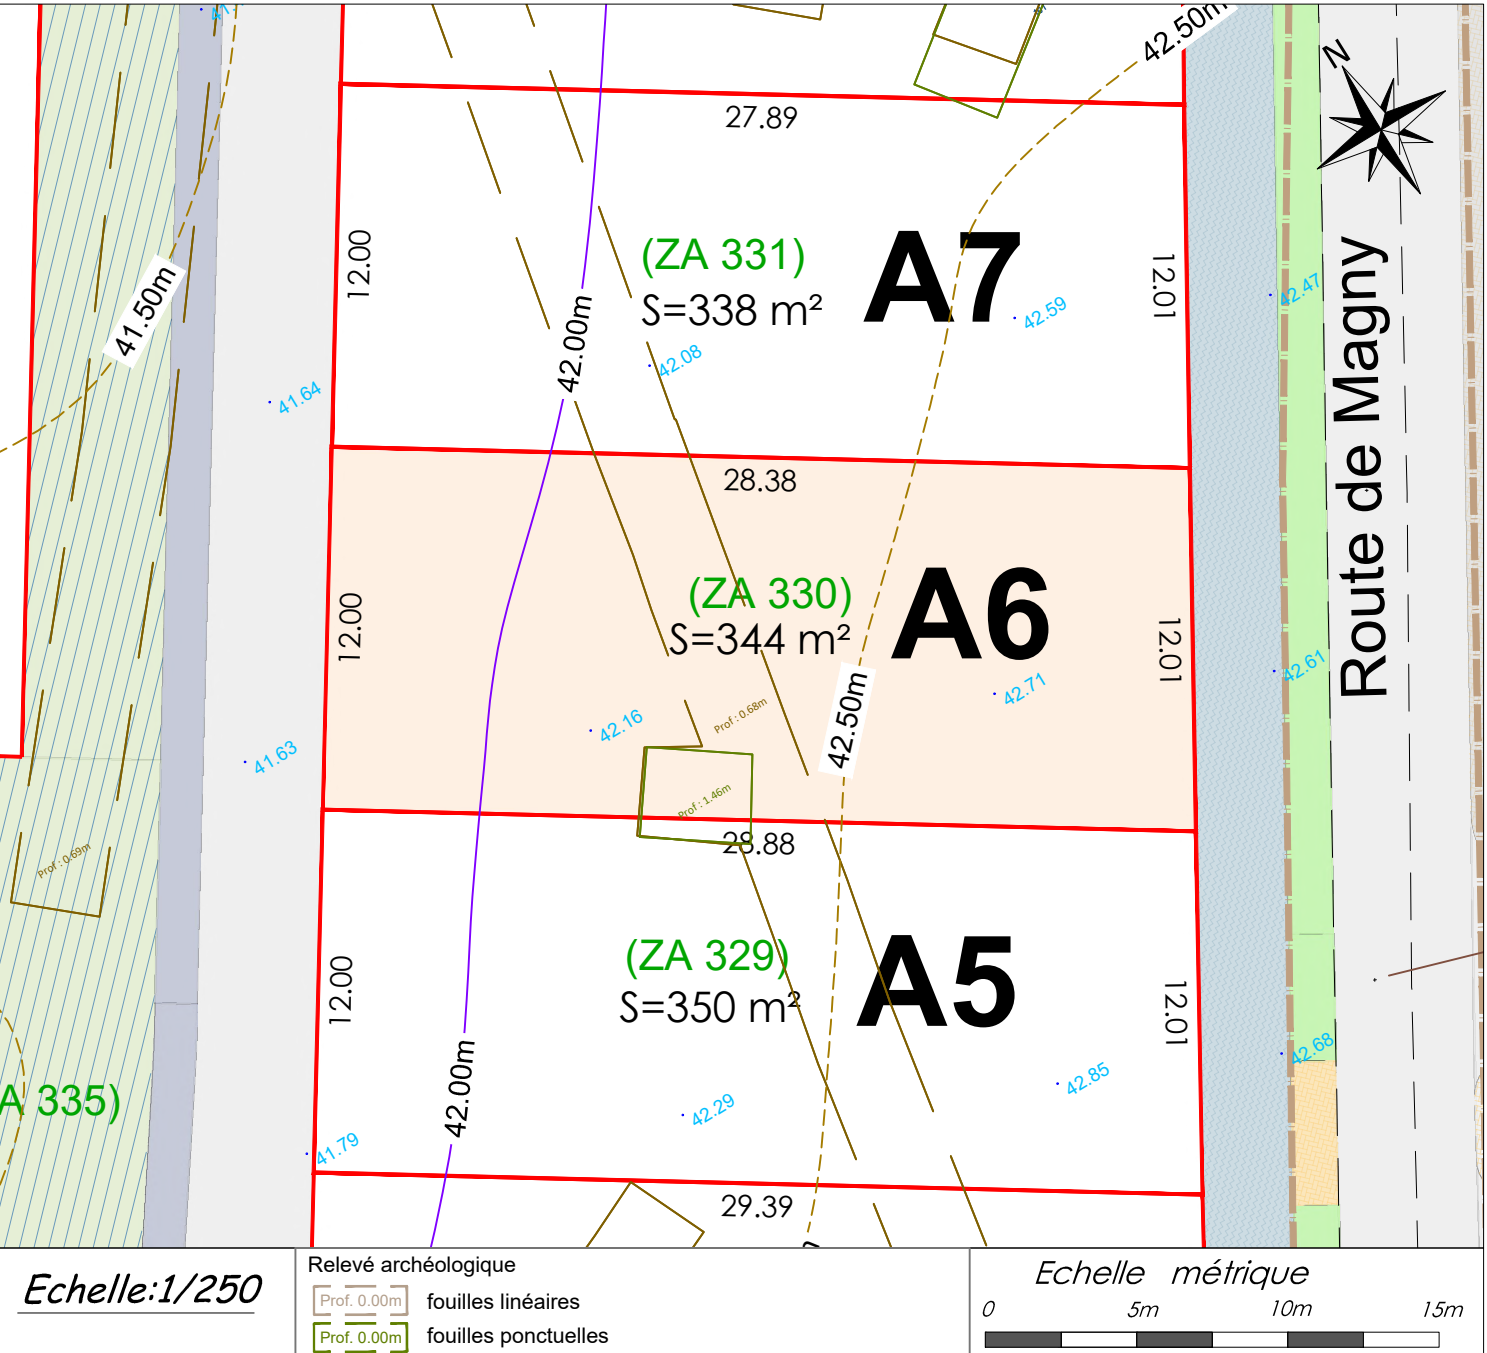 42.50m
N
27.89
12.00
(ZA 331)
S=338 m²
A7
12.01
42.59
42.08
42.47
41.50m
42.00m
41.64
Route de Magny
28.38
12.00
(ZA 330)
S=344 m²
A6
12.01
42.61
42.71
42.16
Prof : 0.68m
42.50m
41.63
Prof : 1.46m
28.88
Prof : 0.69m
12.00
(ZA 329)
S=350 m²
A5
12.01
42.68
42.85
42.29
42.00m
A 335)
41.79
29.39
Echelle:1/250
Relevé archéologique
Prof. 0.00m fouilles linéaires
Prof. 0.00m fouilles ponctuelles
Echelle métrique
0 5m 10m 15m